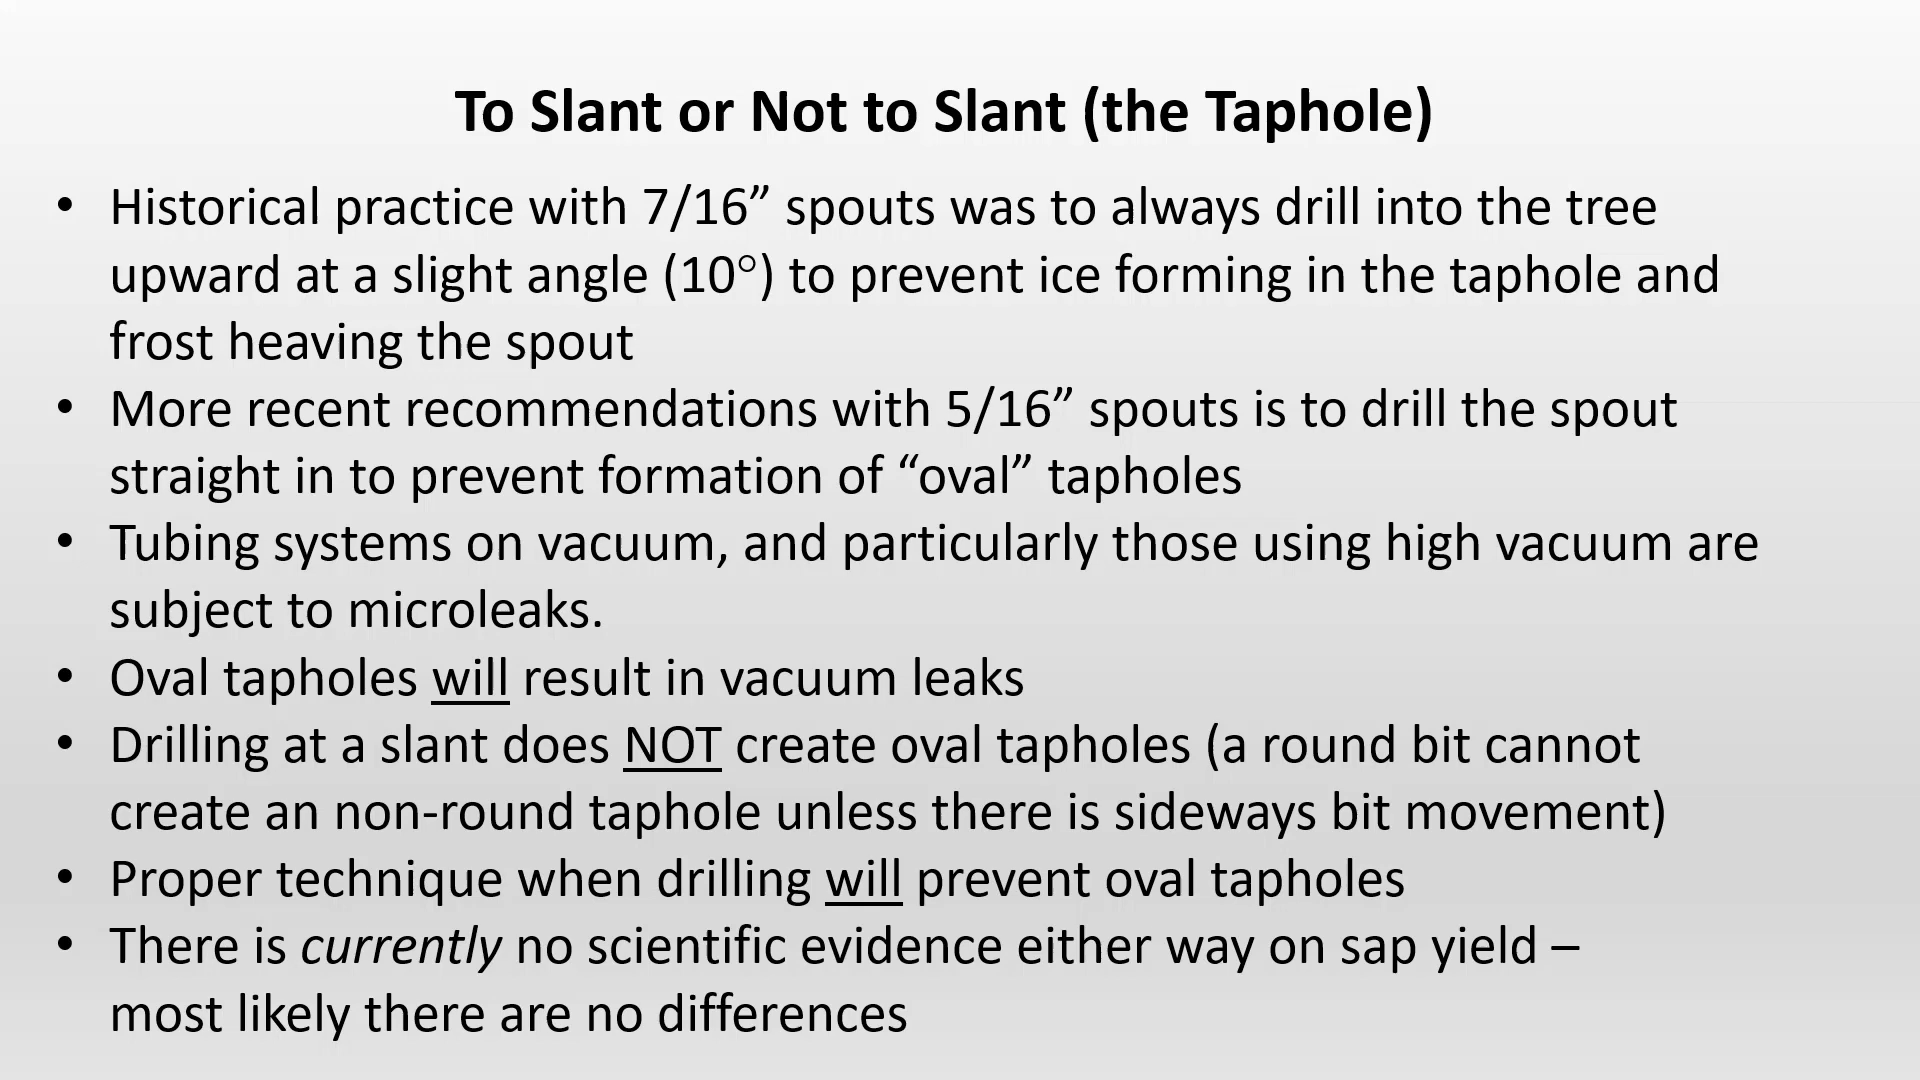 To Slant or Not to Slant (the Taphole)
• Historical practice with 7/16” spouts was to always drill into the tree
upward at a slight angle (10°) to prevent ice forming in the taphole and
frost heaving the spout
• More recent recommendations with 5/16” spouts is to drill the spout
straight in to prevent formation of “oval” tapholes
• Tubing systems on vacuum, and particularly those using high vacuum are
subject to microleaks.
• Oval tapholes will result in vacuum leaks
• Drilling at a slant does NOT create oval tapholes (a round bit cannot
create an non-round taphole unless there is sideways bit movement)
• Proper technique when drilling will prevent oval tapholes
• There is currently no scientific evidence either way on sap yield –
most likely there are no differences